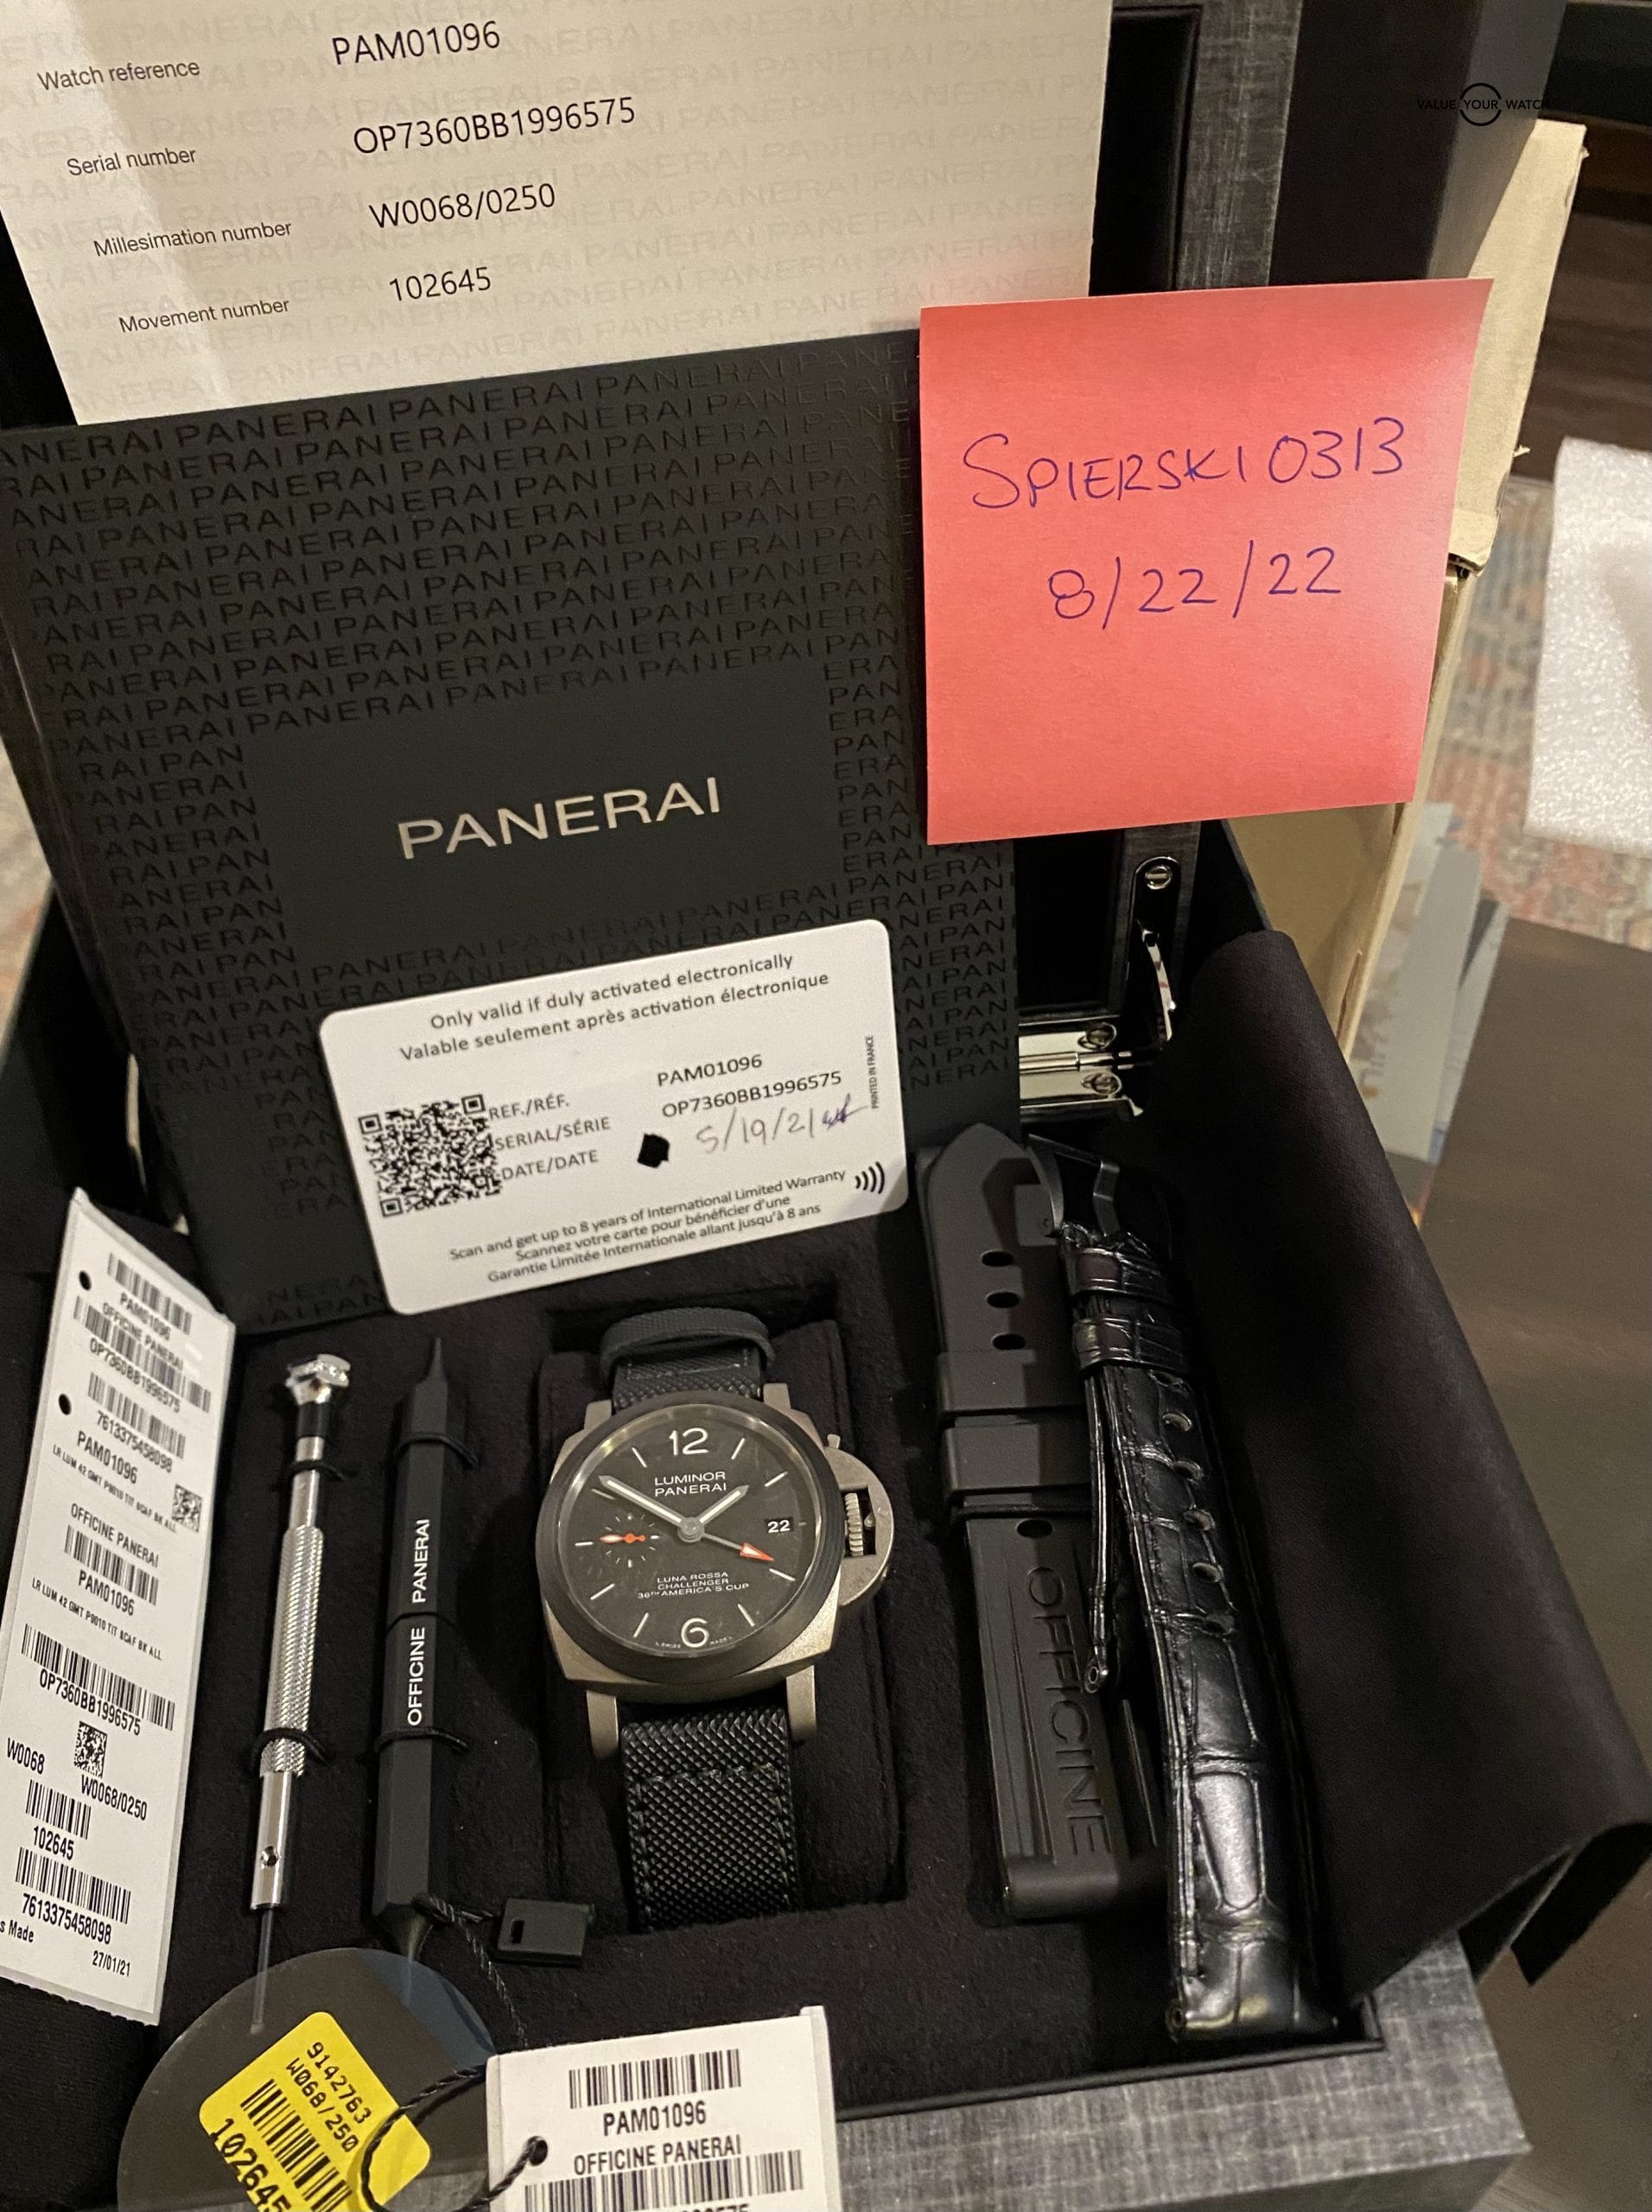 Watch reference PAM01096
Serial number OP7360BB1996575
Millesimation number W0068/0250
Movement number 102645
VALUE YOUR WATCH
SPIERSKI0313
8/22/22
PANERAI
Only valid if duly activated electronically
Valable seulement après activation électronique
REF./RÉF. PAM01096
SERIAL/SÉRIE OP7360BB1996575
DATE/DATE 5/19/21
PRINTED IN FRANCE
Scan and get up to 8 years of International Limited Warranty
Scannez votre carte pour bénéficier d'une
Garantie Limitée Internationale allant jusqu'à 8 ans
PAM01096
OFFICINE PANERAI
OP7360BB1996575
7613375458098
PAM01096
LR LUM 42 GMT P9010 TIT SCAF BK ALL
OFFICINE PANERAI
PAM01096
LR LUM 42 GMT P9010 TIT SCAF BK ALL
OP7360BB1996575
W0068
W0068/0250
102645
7613375458098
s Made
27/01/21
OFFICINE PANERAI
12
LUMINOR
PANERAI
22
LUNA ROSSA
CHALLENGER
36TH AMERICA'S CUP
6
SWISS MADE
OFFICINE
9142763
W068/250
102645
PAM01096
OFFICINE PANERAI